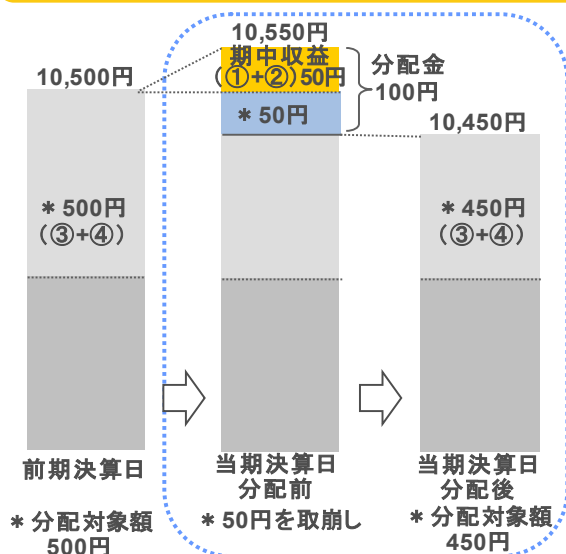 10,500円
10,550円
期中収益
(①+②)50円
分配金
100円
*50円
10,450円
*500円
(③+④)
*450円
(③+④)
前期決算日
*分配対象額
500円
当期決算日
分配前
*50円を取崩し
当期決算日
分配後
*分配対象額
450円